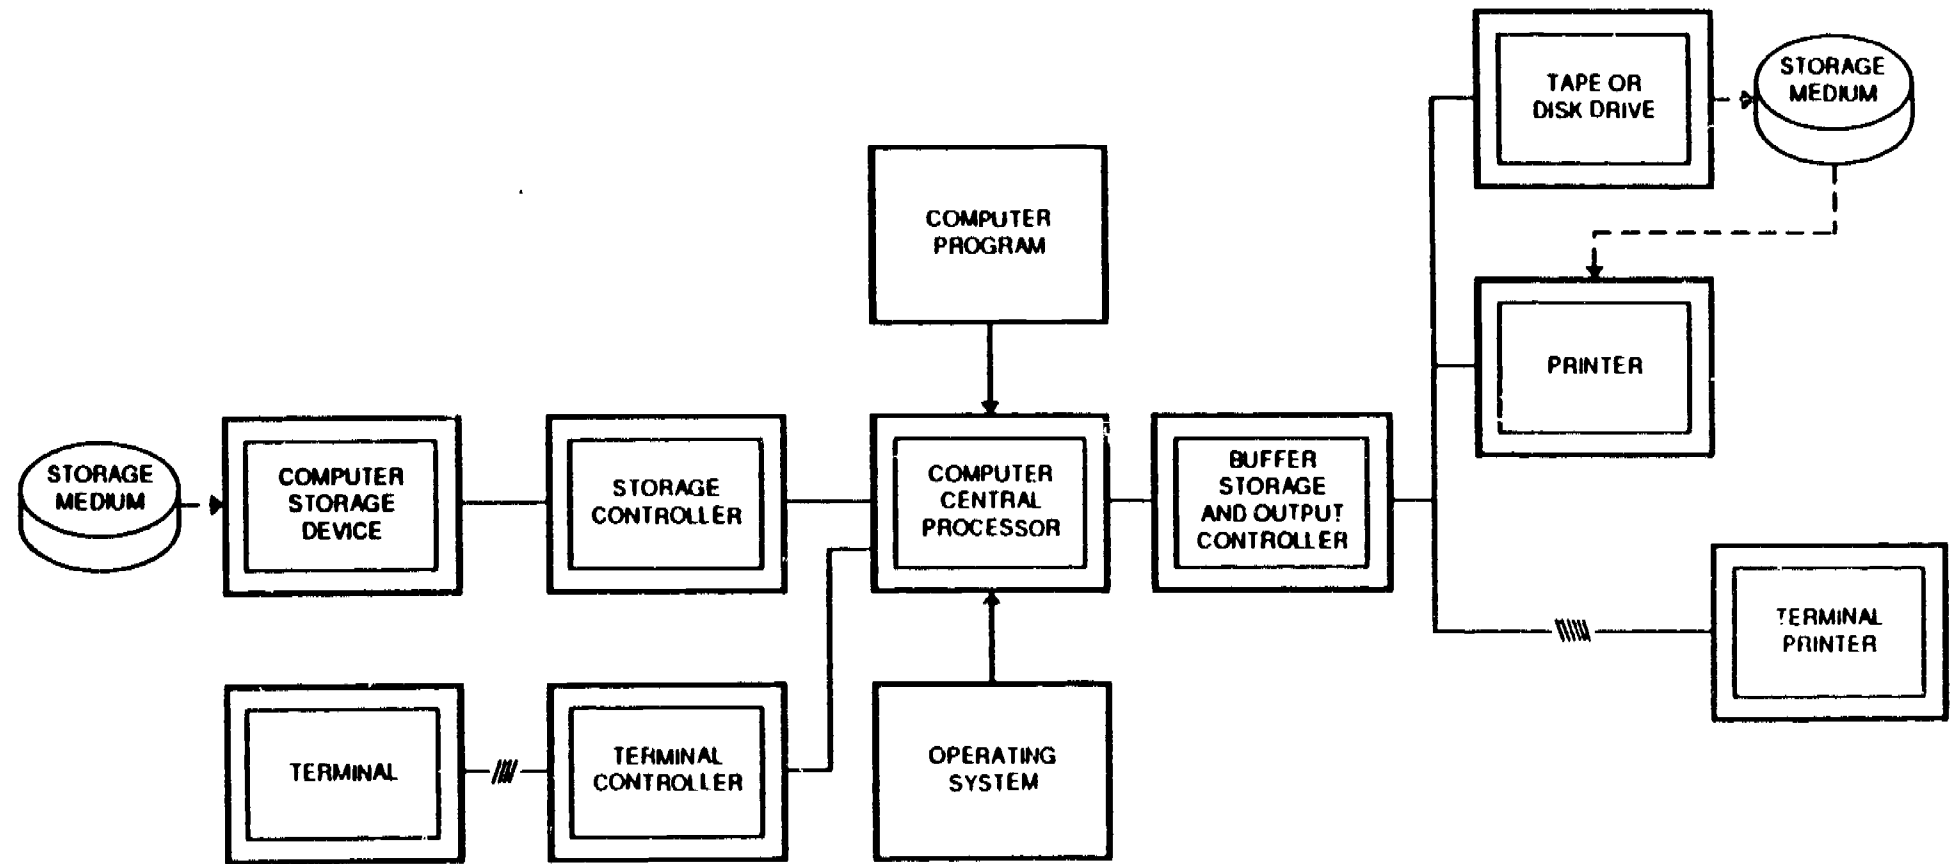 TAPE OR
DISK DRIVE
STORAGE
MEDIUM
COMPUTER
PROGRAM
PRINTER
STORAGE
MEDIUM
COMPUTER
STORAGE
DEVICE
STORAGE
CONTROLLER
COMPUTER
CENTRAL
PROCESSOR
BUFFER
STORAGE
AND OUTPUT
CONTROLLER
TERMINAL
PRINTER
TERMINAL
TERMINAL
CONTROLLER
OPERATING
SYSTEM